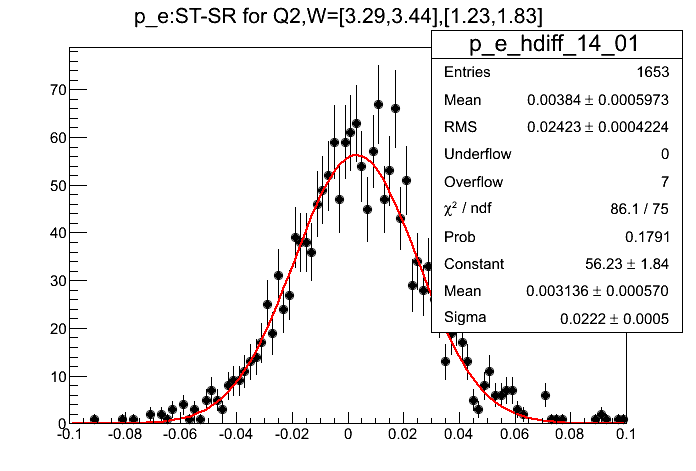 p_e:ST-SR for Q2,W=[3.29,3.44],[1.23,1.83]
p_e_hdiff_14_01
Entries 1653
Mean 0.00384 ± 0.0005973
RMS 0.02423 ± 0.0004224
Underflow 0
Overflow 7
χ² / ndf 86.1 / 75
Prob 0.1791
Constant 56.23 ± 1.84
Mean 0.003136 ± 0.000570
Sigma 0.0222 ± 0.0005
70
60
50
40
30
20
10
0
-0.1 -0.08 -0.06 -0.04 -0.02 0 0.02 0.04 0.06 0.08 0.1